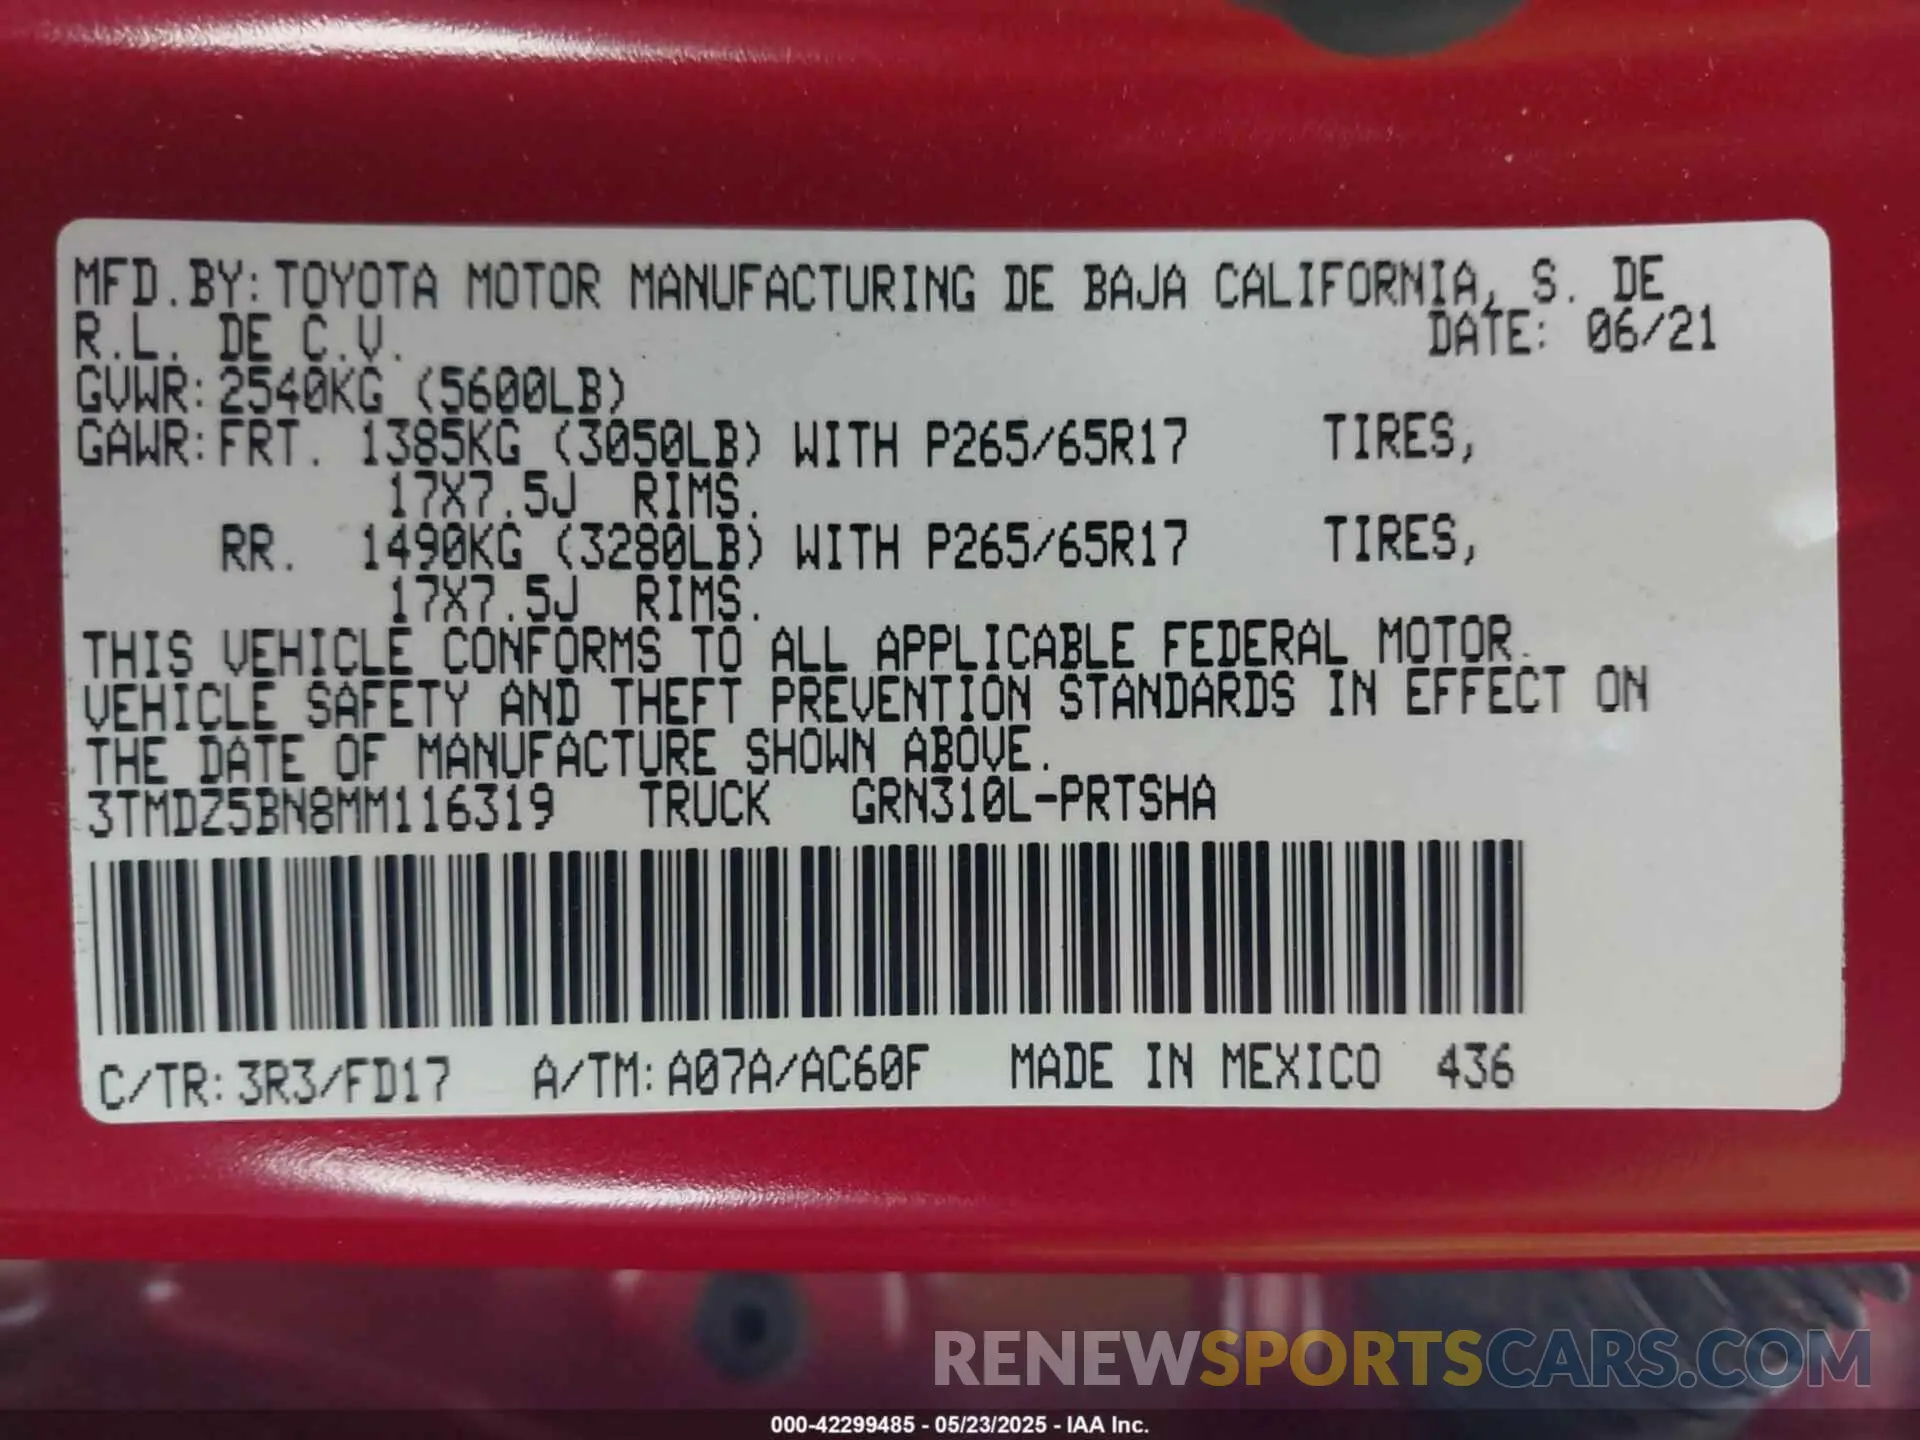 MFD.BY:TOYOTA MOTOR MANUFACTURING DE BAJA CALIFORNIA, S. DE
R.L. DE C.V. DATE: 06/21
GVWR:2540KG (5600LB)
GAWR:FRT. 1385KG (3050LB) WITH P265/65R17 TIRES,
17X7.5J RIMS.
RR. 1490KG (3280LB) WITH P265/65R17 TIRES,
17X7.5J RIMS.
THIS VEHICLE CONFORMS TO ALL APPLICABLE FEDERAL MOTOR
VEHICLE SAFETY AND THEFT PREVENTION STANDARDS IN EFFECT ON
THE DATE OF MANUFACTURE SHOWN ABOVE.
3TMDZ5BN8MM116319 TRUCK GRN310L-PRTSHA
C/TR:3R3/FD17 A/TM:A07A/AC60F MADE IN MEXICO 436
RENEWSPORTSCARS.COM
000-42299485 - 05/23/2025 - IAA Inc.